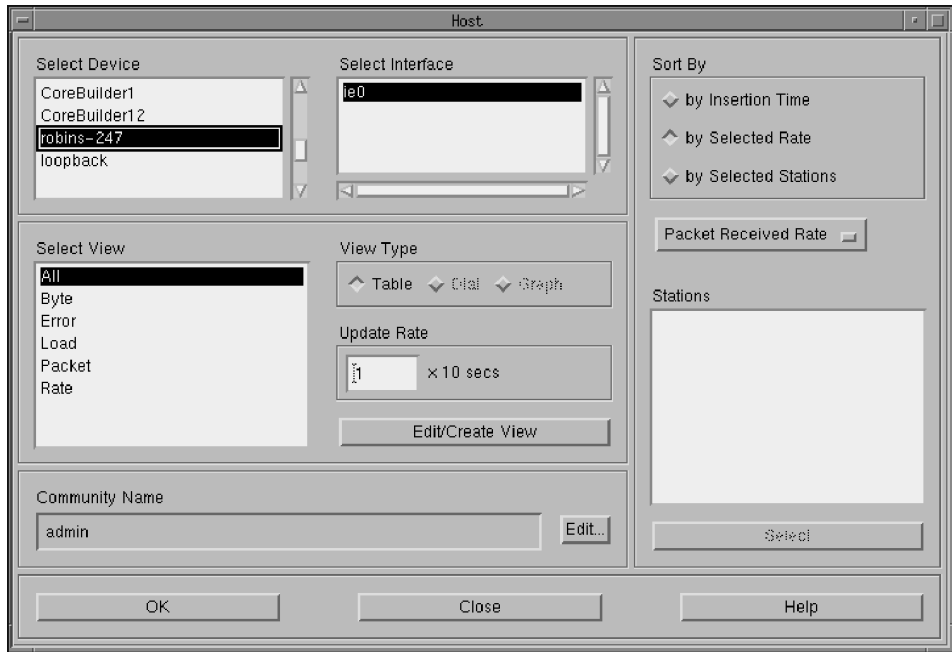 Host
Select Device
CoreBuilder1
CoreBuilder12
robins-247
loopback
Select Interface
ie0
Sort By
by Insertion Time
by Selected Rate
by Selected Stations
Packet Received Rate
Select View
All
Byte
Error
Load
Packet
Rate
View Type
Table Dial Graph
Update Rate
1 × 10 secs
Edit/Create View
Stations
Select
Community Name
admin
Edit...
OK Close Help